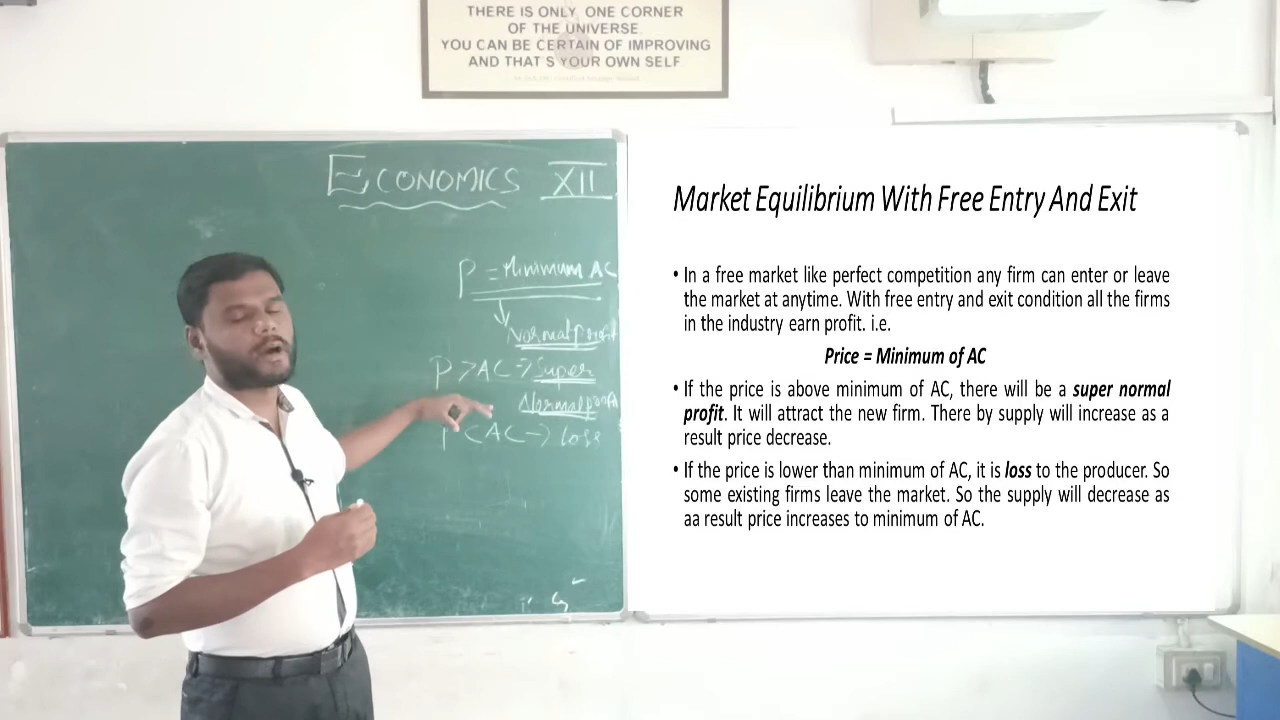 THERE IS ONLY ONE CORNER
OF THE UNIVERSE
YOU CAN BE CERTAIN OF IMPROVING
AND THAT'S YOUR OWN SELF
ECONOMICS XII
P = Minimum AC
Normal profit
P > AC → Super
Normal profit
P < AC → Loss
Market Equilibrium With Free Entry And Exit
• In a free market like perfect competition any firm can enter or leave
the market at anytime. With free entry and exit condition all the firms
in the industry earn profit. i.e.
Price = Minimum of AC
• If the price is above minimum of AC, there will be a super normal
profit. It will attract the new firm. There by supply will increase as a
result price decrease.
• If the price is lower than minimum of AC, it is loss to the producer. So
some existing firms leave the market. So the supply will decrease as
aa result price increases to minimum of AC.